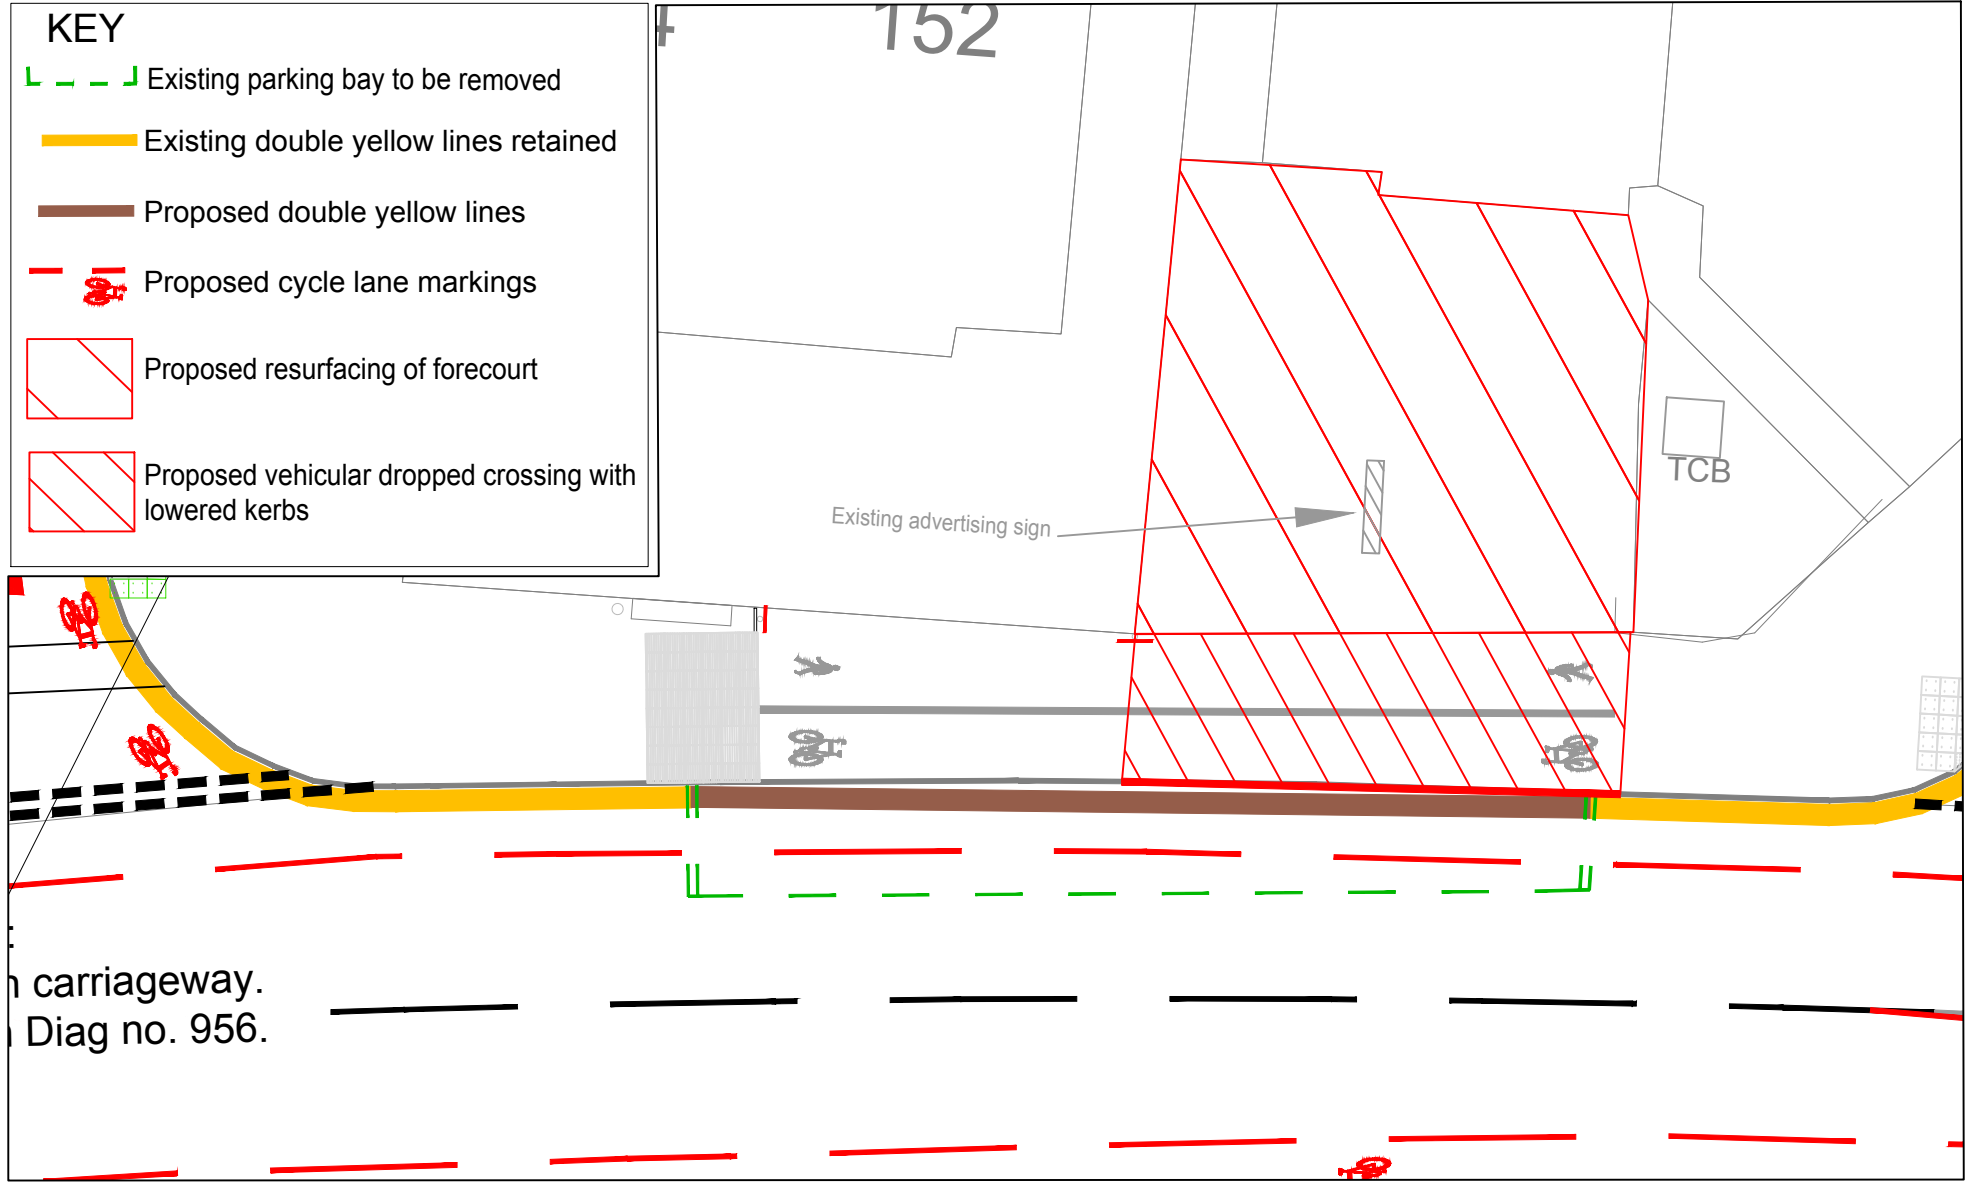 KEY
Existing parking bay to be removed
Existing double yellow lines retained
Proposed double yellow lines
Proposed cycle lane markings
Proposed resurfacing of forecourt
Proposed vehicular dropped crossing with
lowered kerbs
152
TCB
Existing advertising sign
carriageway.
Diag no. 956.